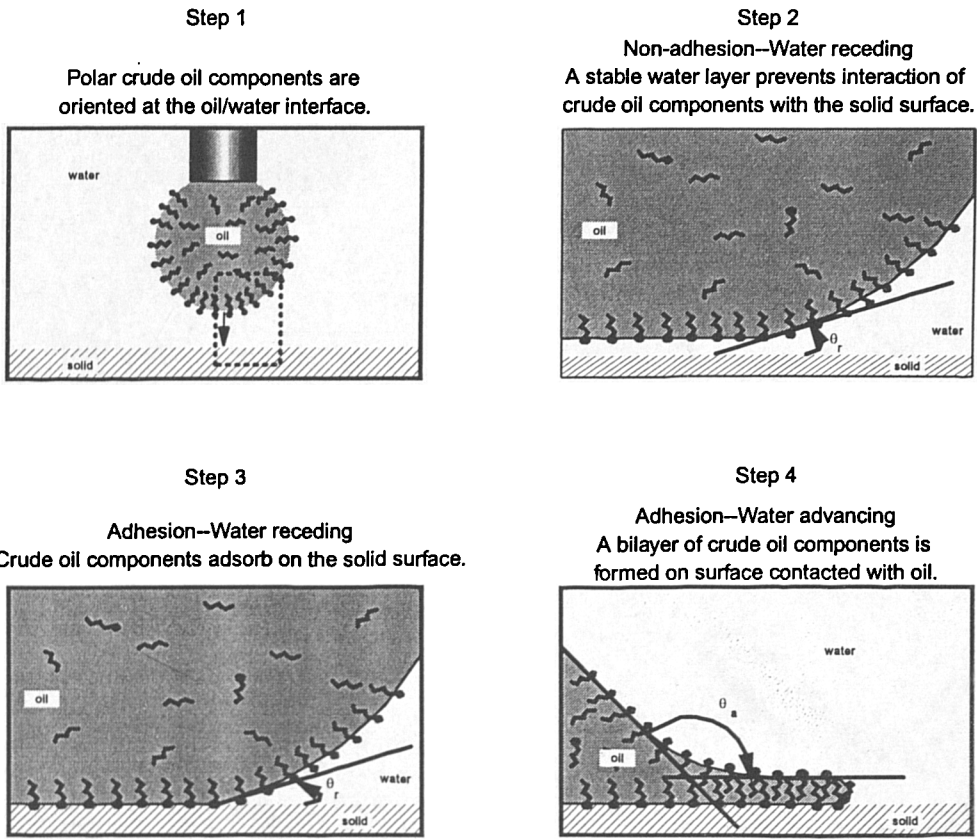 Step 1
Polar crude oil components are
oriented at the oil/water interface.
water
oil
solid
Step 2
Non-adhesion--Water receding
A stable water layer prevents interaction of
crude oil components with the solid surface.
oil
water
θr
solid
Step 3
Adhesion--Water receding
Crude oil components adsorb on the solid surface.
oil
θr
water
solid
Step 4
Adhesion--Water advancing
A bilayer of crude oil components is
formed on surface contacted with oil.
water
θa
oil
solid